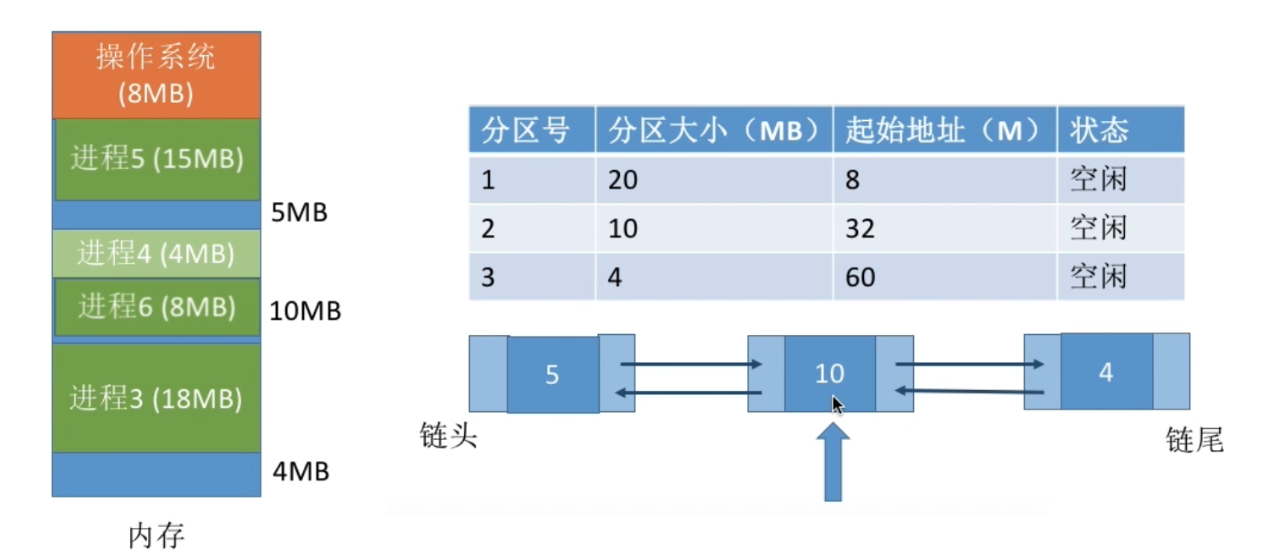 操作系统
(8MB)
进程5 (15MB)
5MB
进程4 (4MB)
进程6 (8MB)
10MB
进程3 (18MB)
4MB
内存
分区号 分区大小（MB） 起始地址（M） 状态
1 20 8 空闲
2 10 32 空闲
3 4 60 空闲
5 10 4
链头 链尾